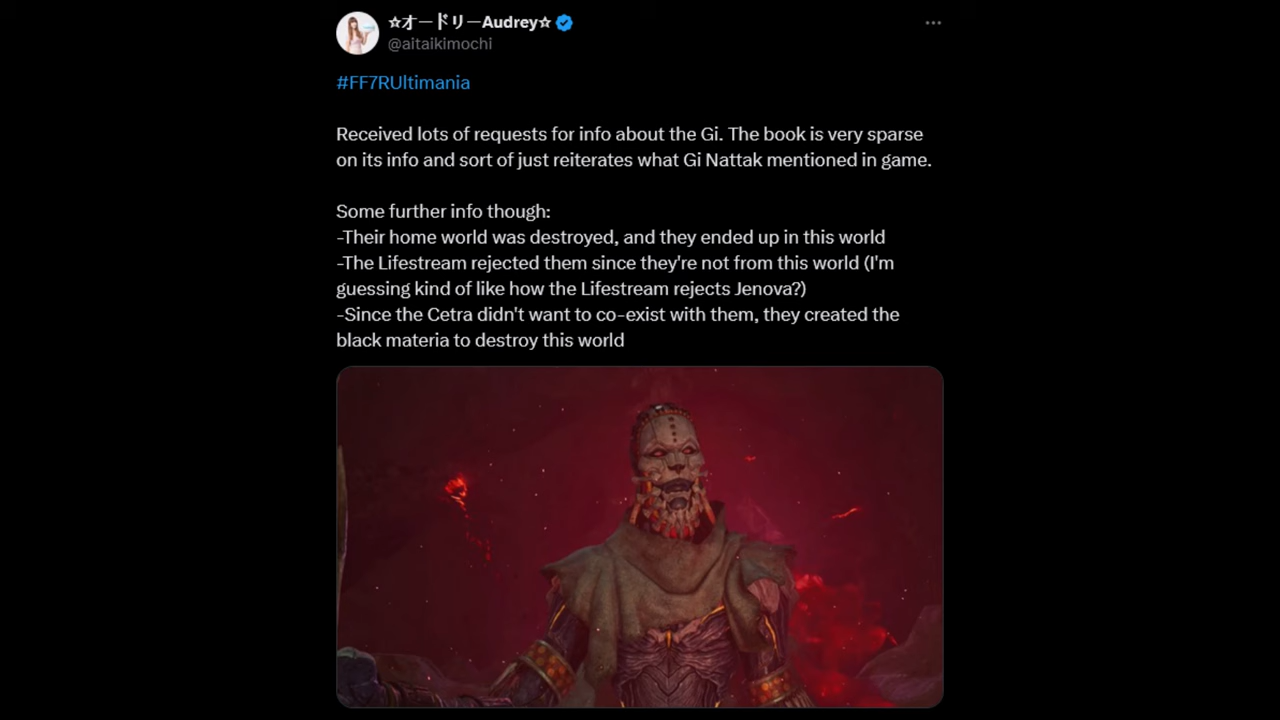 ☆オードリーAudrey☆
@aitaikimochi
#FF7RUltimania
Received lots of requests for info about the Gi. The book is very sparse
on its info and sort of just reiterates what Gi Nattak mentioned in game.
Some further info though:
-Their home world was destroyed, and they ended up in this world
-The Lifestream rejected them since they're not from this world (I'm
guessing kind of like how the Lifestream rejects Jenova?)
-Since the Cetra didn't want to co-exist with them, they created the
black materia to destroy this world